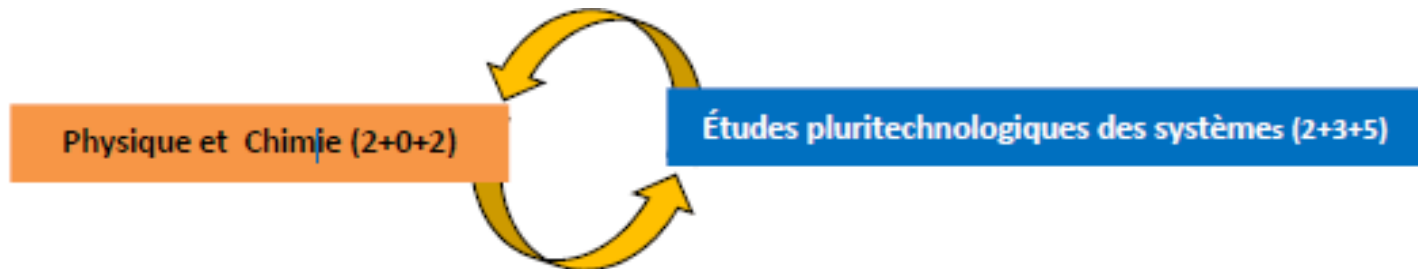 Physique et Chimie (2+0+2)
Études pluritechnologiques des systèmes (2+3+5)